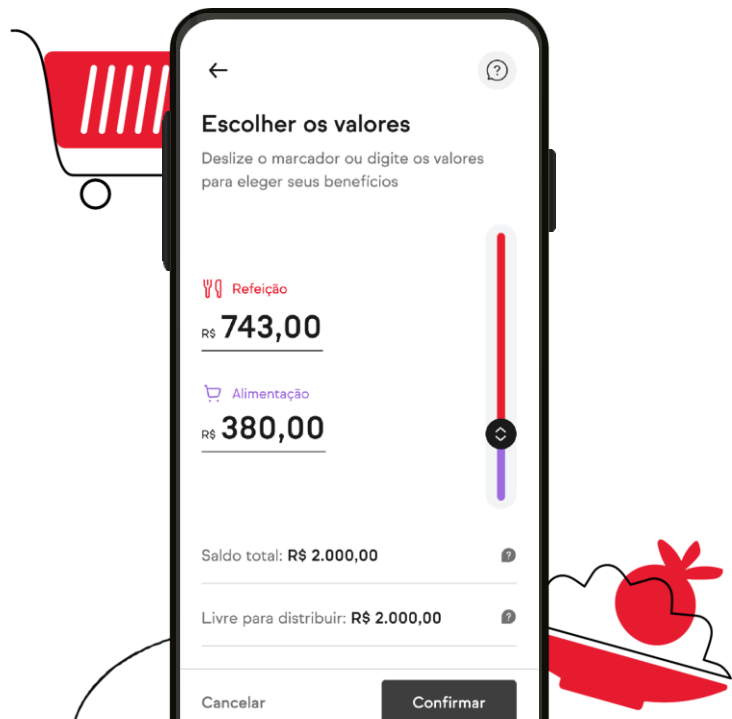 Escolher os valores
Deslize o marcador ou digite os valores
para eleger seus benefícios
Refeição
R$ 743,00
Alimentação
R$ 380,00
Saldo total: R$ 2.000,00 ?
Livre para distribuir: R$ 2.000,00 ?
Cancelar Confirmar